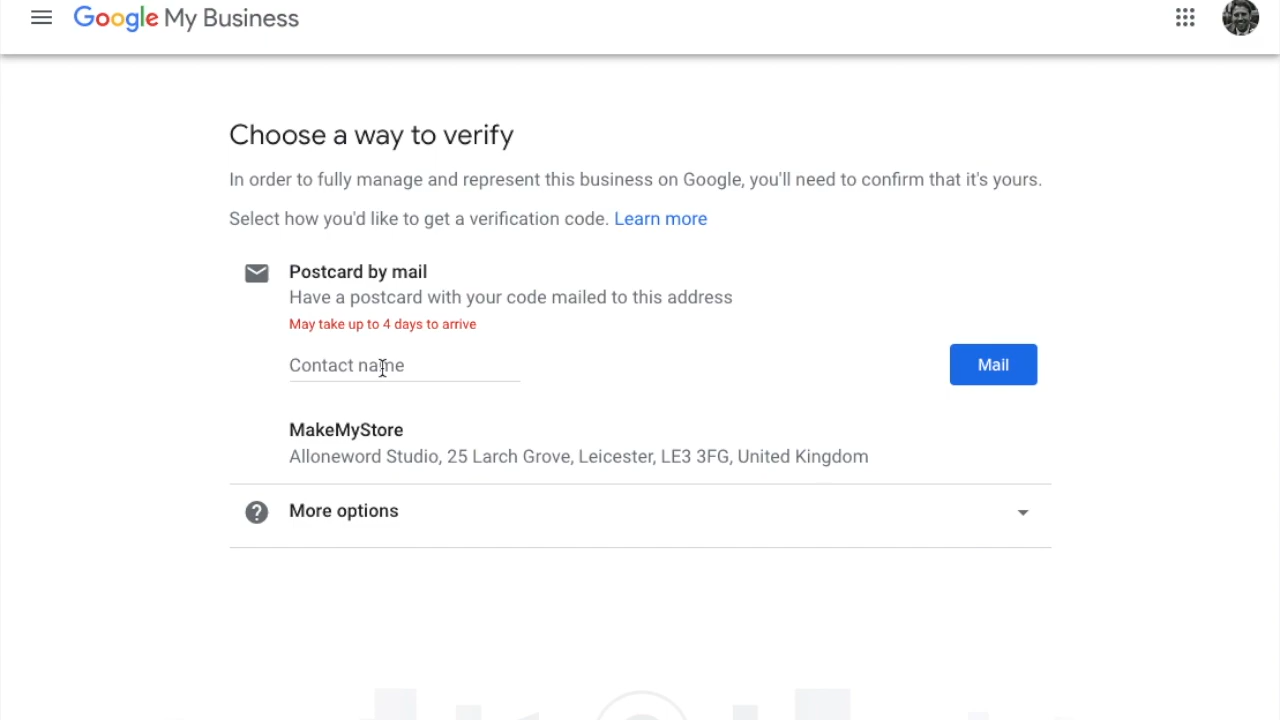 Google My Business
Choose a way to verify
In order to fully manage and represent this business on Google, you'll need to confirm that it's yours.
Select how you'd like to get a verification code. Learn more
Postcard by mail
Have a postcard with your code mailed to this address
May take up to 4 days to arrive
Contact name
Mail
MakeMyStore
Alloneword Studio, 25 Larch Grove, Leicester, LE3 3FG, United Kingdom
More options